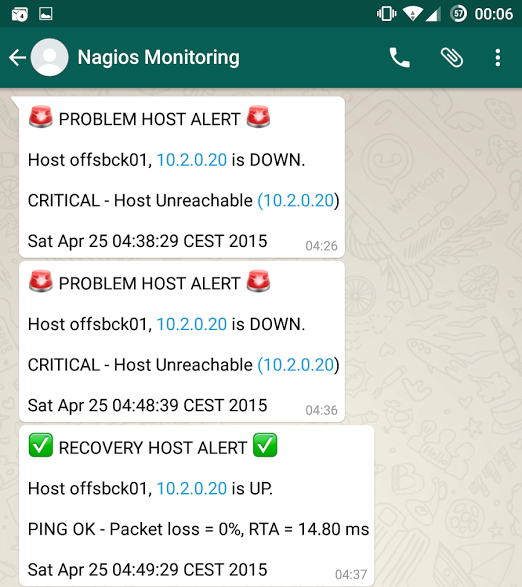 57 00:06
Nagios Monitoring
PROBLEM HOST ALERT
Host offsbck01, 10.2.0.20 is DOWN.
CRITICAL - Host Unreachable (10.2.0.20)
Sat Apr 25 04:38:29 CEST 2015 04:26
PROBLEM HOST ALERT
Host offsbck01, 10.2.0.20 is DOWN.
CRITICAL - Host Unreachable (10.2.0.20)
Sat Apr 25 04:48:39 CEST 2015 04:36
RECOVERY HOST ALERT
Host offsbck01, 10.2.0.20 is UP.
PING OK - Packet loss = 0%, RTA = 14.80 ms
Sat Apr 25 04:49:29 CEST 2015 04:37
WhatsApp